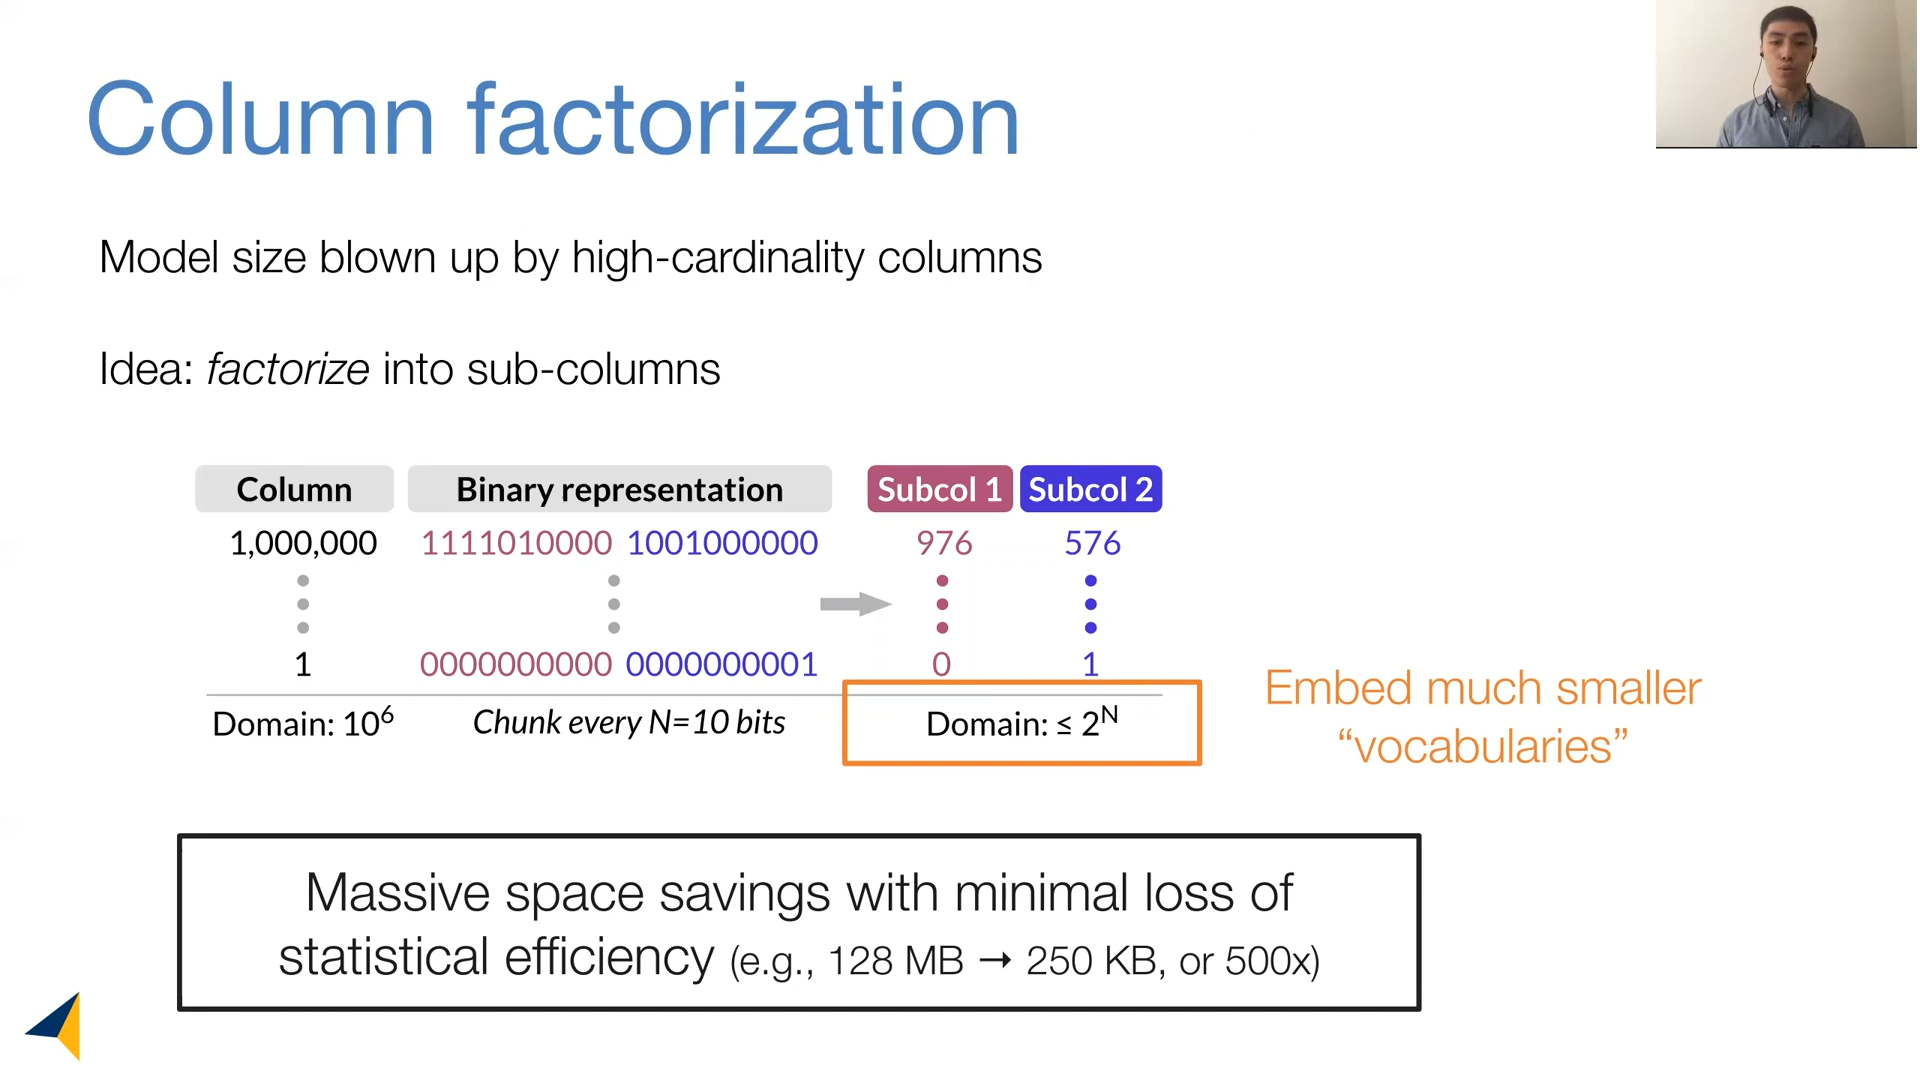 Column factorization
Model size blown up by high-cardinality columns
Idea: factorize into sub-columns
Column Binary representation Subcol 1 Subcol 2
1,000,000 1111010000 1001000000 976 576
1 0000000000 0000000001 0 1
Domain: 10⁶ Chunk every N=10 bits Domain: ≤ 2ᴺ
Embed much smaller
“vocabularies”
Massive space savings with minimal loss of
statistical efficiency (e.g., 128 MB → 250 KB, or 500x)